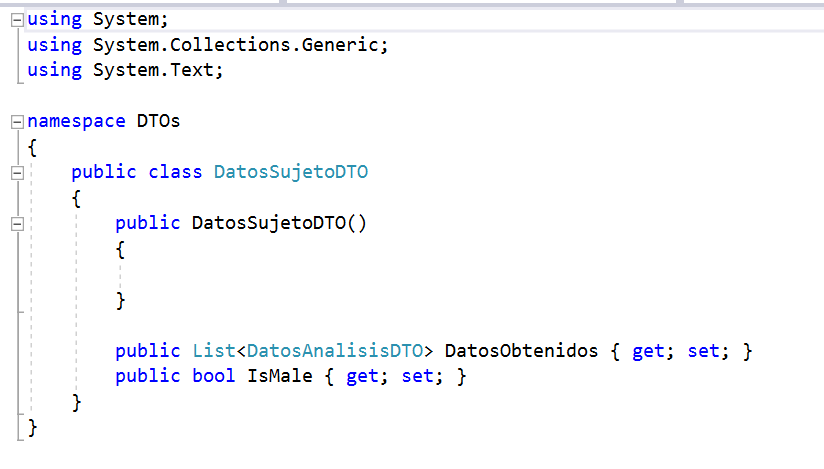 using System;
using System.Collections.Generic;
using System.Text;
namespace DTOs
{
public class DatosSujetoDTO
{
public DatosSujetoDTO()
{
}
public List<DatosAnalisisDTO> DatosObtenidos { get; set; }
public bool IsMale { get; set; }
}
}